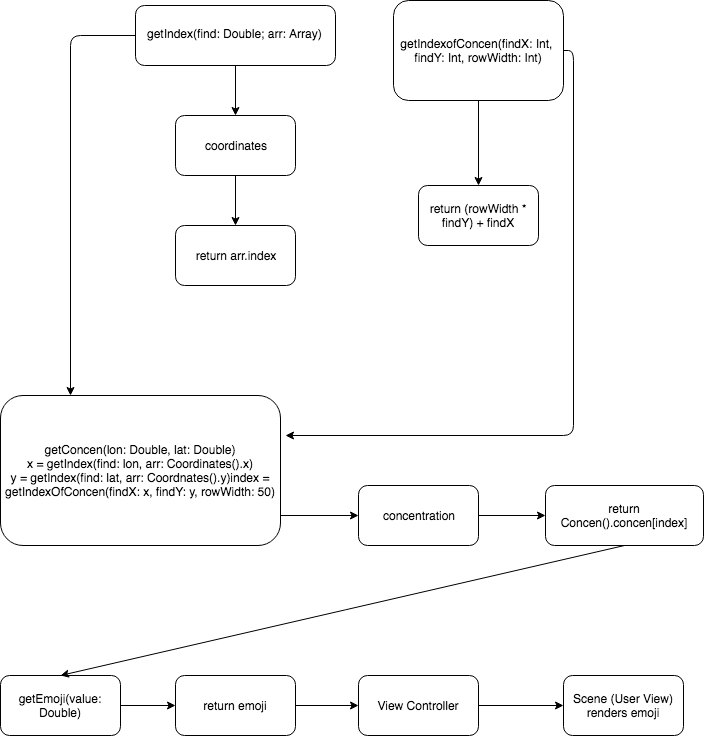 getIndex(find: Double; arr: Array)
getIndexofConcen(findX: Int,
findY: Int, rowWidth: Int)
coordinates
return (rowWidth *
findY) + findX
return arr.index
getConcen(lon: Double, lat: Double)
x = getIndex(find: lon, arr: Coordinates().x)
y = getIndex(find: lat, arr: Coordnates().y)index =
getIndexOfConcen(findX: x, findY: y, rowWidth: 50)
concentration
return
Concen().concen[index]
getEmoji(value:
Double)
return emoji
View Controller
Scene (User View)
renders emoji